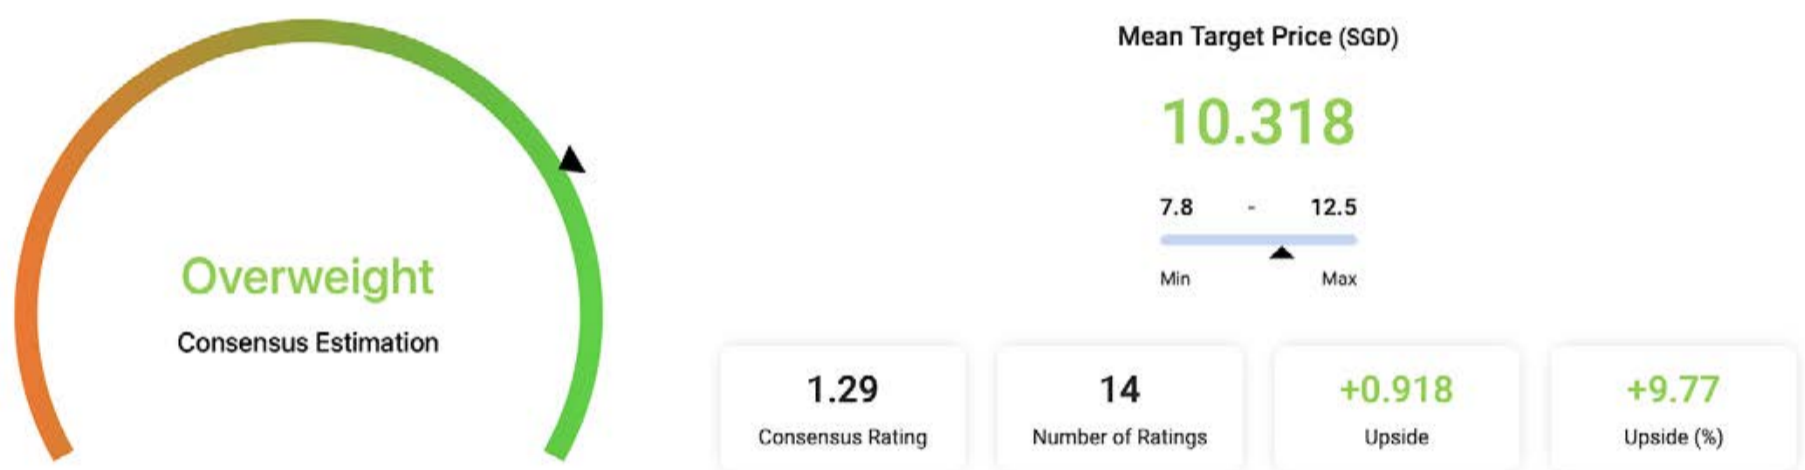 Overweight
Consensus Estimation
Mean Target Price (SGD)
10.318
7.8 - 12.5
Min Max
1.29
Consensus Rating
14
Number of Ratings
+0.918
Upside
+9.77
Upside (%)